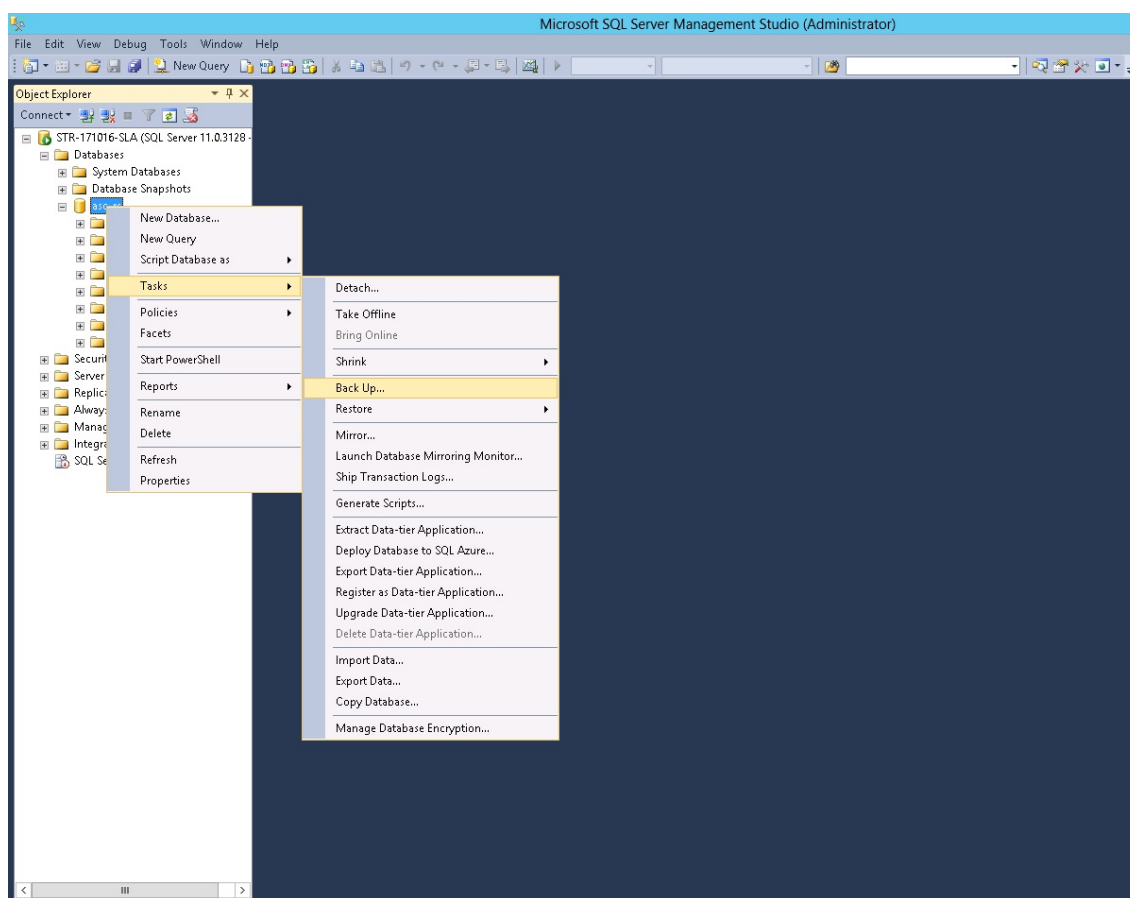 Microsoft SQL Server Management Studio (Administrator)
File Edit View Debug Tools Window Help
New Query
Object Explorer
Connect
STR-171016-SLA (SQL Server 11.0.3128 -
Databases
System Databases
Database Snapshots
New Database...
New Query
Script Database as
Tasks
Policies
Facets
Start PowerShell
Reports
Rename
Delete
Refresh
Properties
Securit
Server
Replic
Always
Manag
Integra
SQL Se
Detach...
Take Offline
Bring Online
Shrink
Back Up...
Restore
Mirror...
Launch Database Mirroring Monitor...
Ship Transaction Logs...
Generate Scripts...
Extract Data-tier Application...
Deploy Database to SQL Azure...
Export Data-tier Application...
Register as Data-tier Application...
Upgrade Data-tier Application...
Delete Data-tier Application...
Import Data...
Export Data...
Copy Database...
Manage Database Encryption...